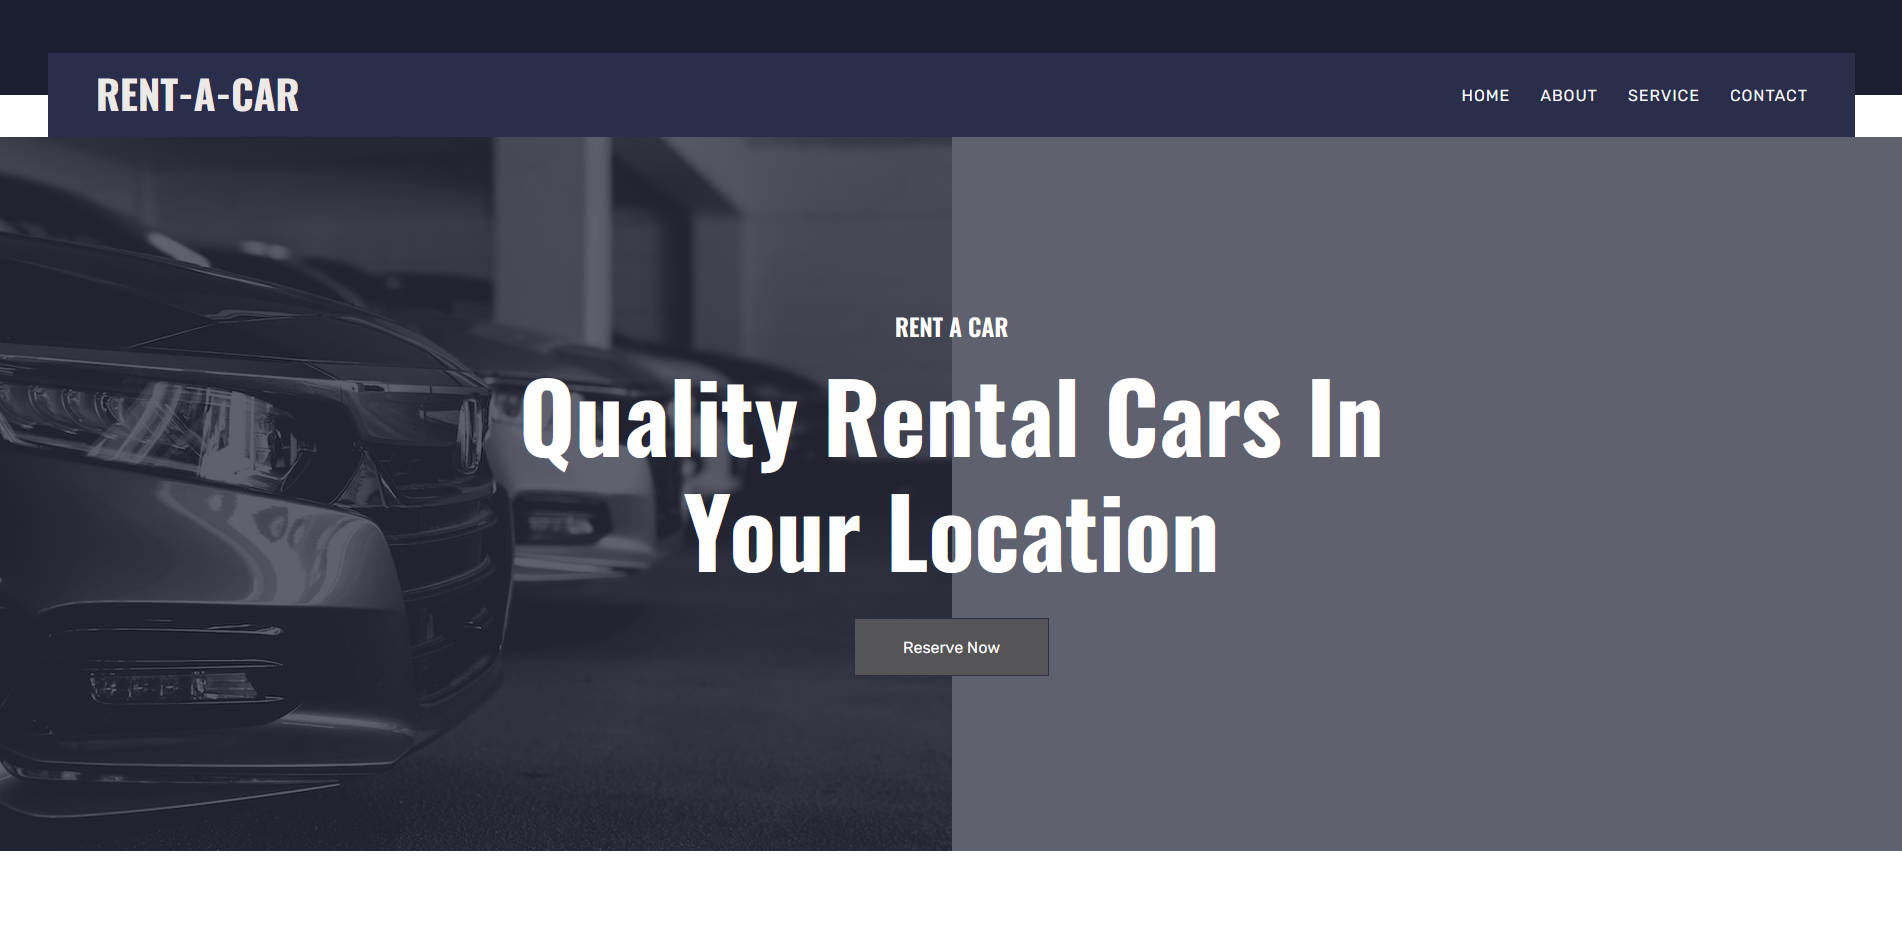 RENT-A-CAR
HOME ABOUT SERVICE CONTACT
RENT A CAR
Quality Rental Cars In
Your Location
Reserve Now